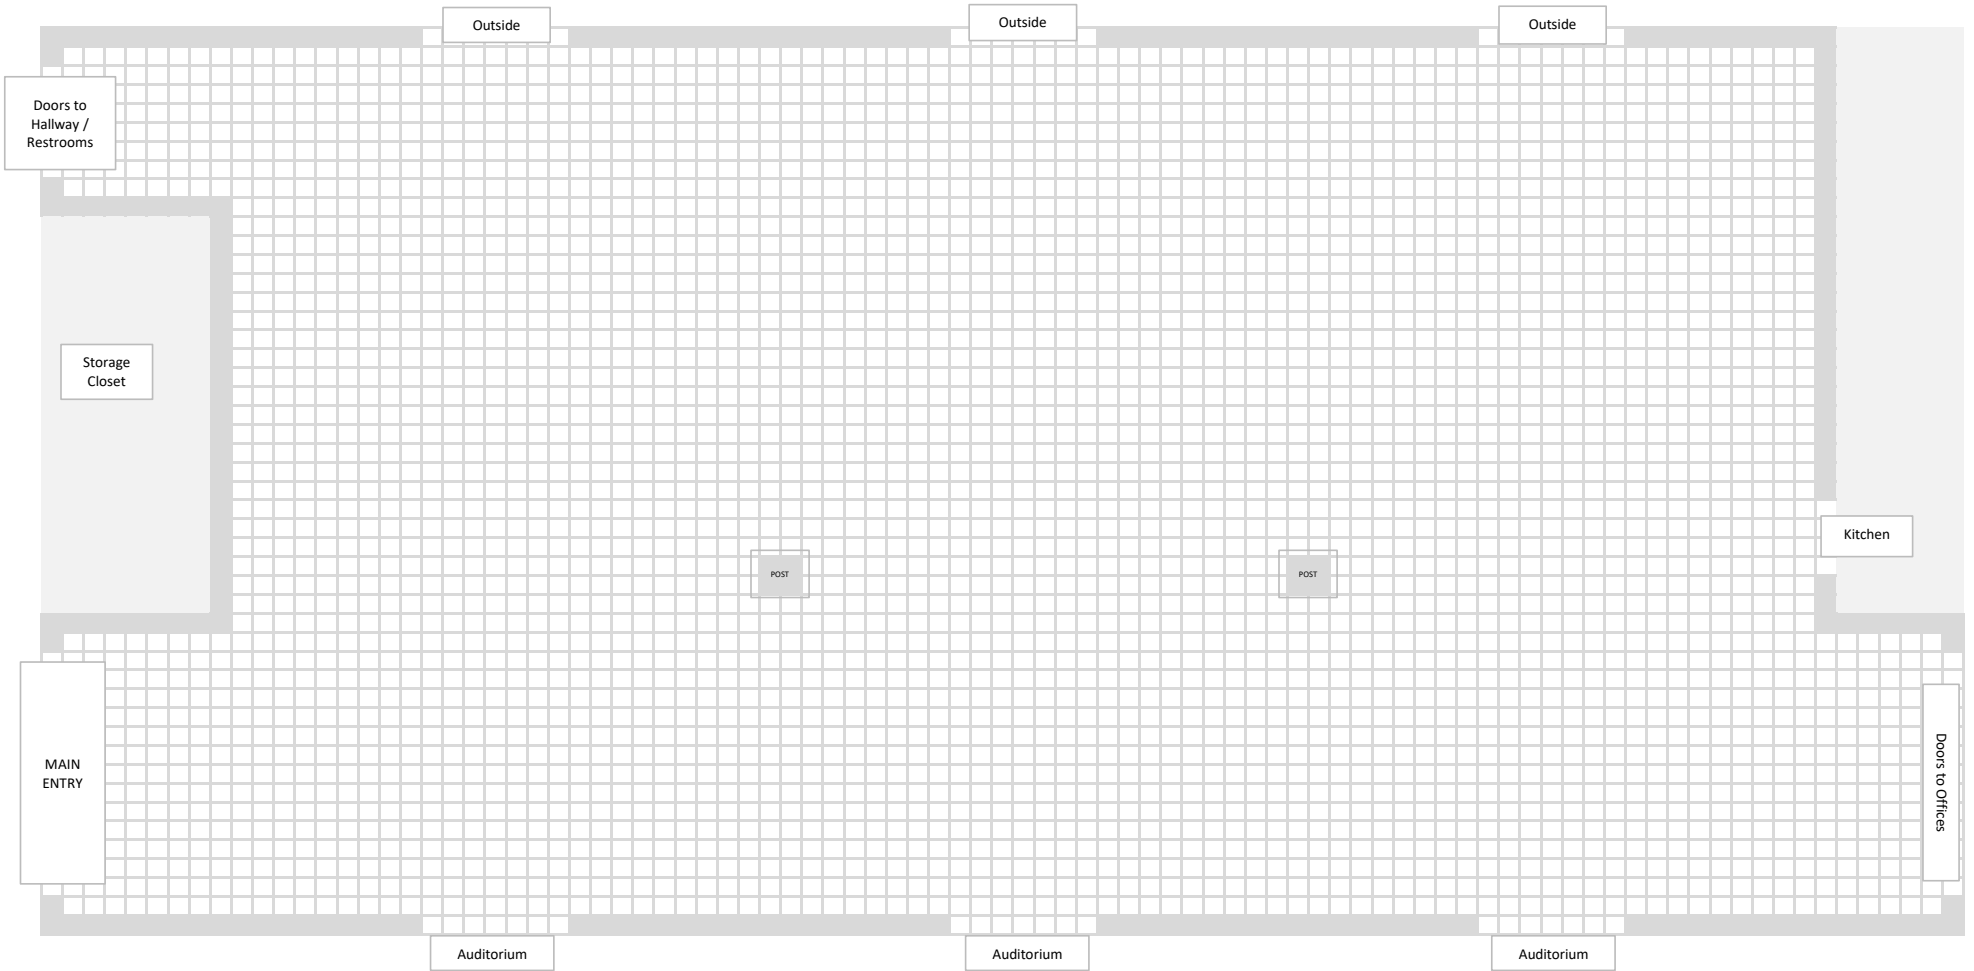 Outside
Outside
Outside
Doors to
Hallway /
Restrooms
Storage
Closet
Kitchen
POST
POST
MAIN
ENTRY
Doors to Offices
Auditorium
Auditorium
Auditorium